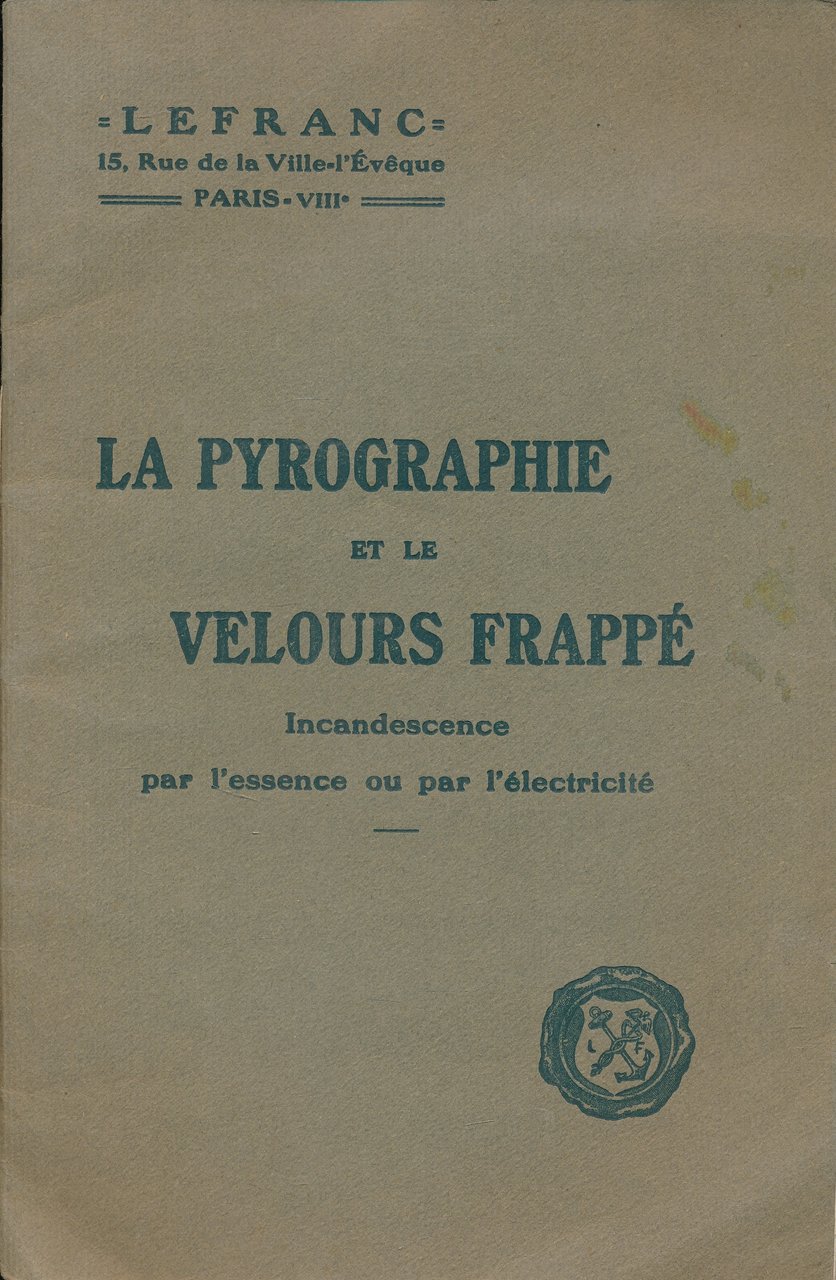 =LEFRANC=
15, Rue de la Ville-l'Évêque
PARIS-VIIIe
LA PYROGRAPHIE
ET LE
VELOURS FRAPPÉ
Incandescence
par l'essence ou par l'électricité
L F